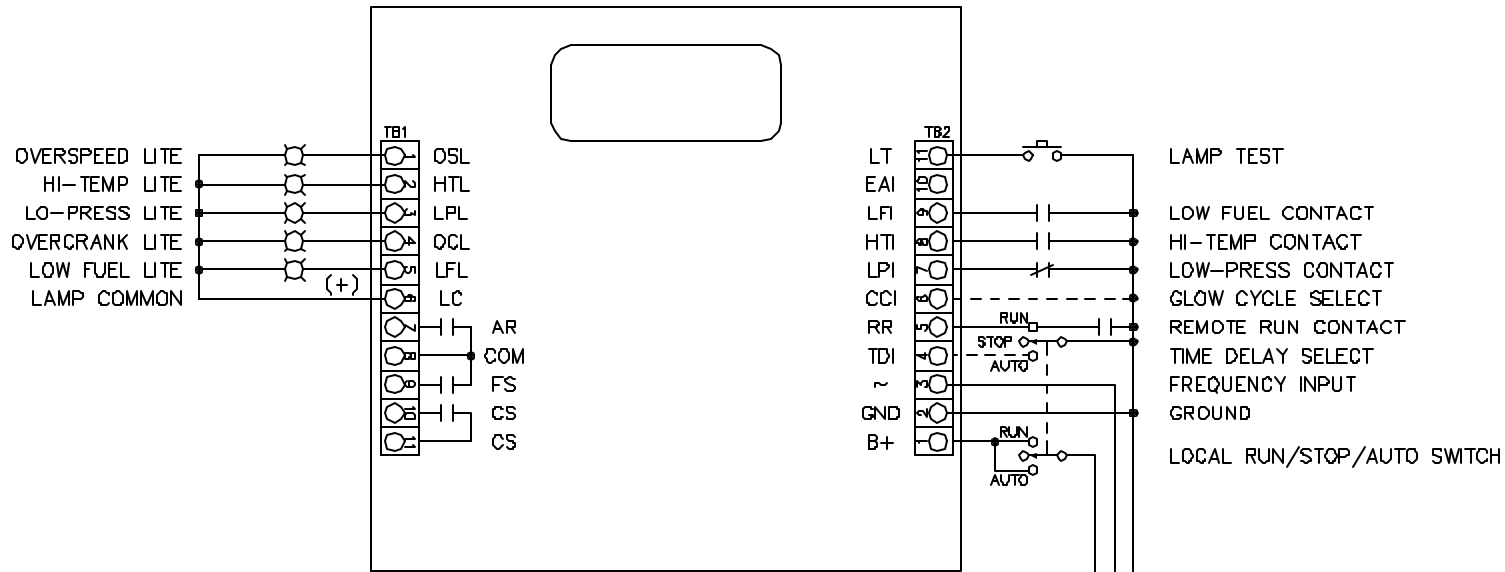 TB1
TB2
OVERSPEED LITE
1
OSL
LT
11
LAMP TEST
HI-TEMP LITE
2
HTL
EAI
10
LO-PRESS LITE
3
LPL
LFI
9
LOW FUEL CONTACT
OVERCRANK LITE
4
OCL
HTI
8
HI-TEMP CONTACT
LOW FUEL LITE
5
LFL
LPI
7
LOW-PRESS CONTACT
LAMP COMMON
(+)
6
LC
CCI
6
GLOW CYCLE SELECT
7
AR
RR
5
RUN
REMOTE RUN CONTACT
STOP
8
COM
TDI
4
AUTO
TIME DELAY SELECT
9
FS
~
3
FREQUENCY INPUT
10
CS
GND
2
GROUND
11
CS
B+
1
RUN
LOCAL RUN/STOP/AUTO SWITCH
AUTO